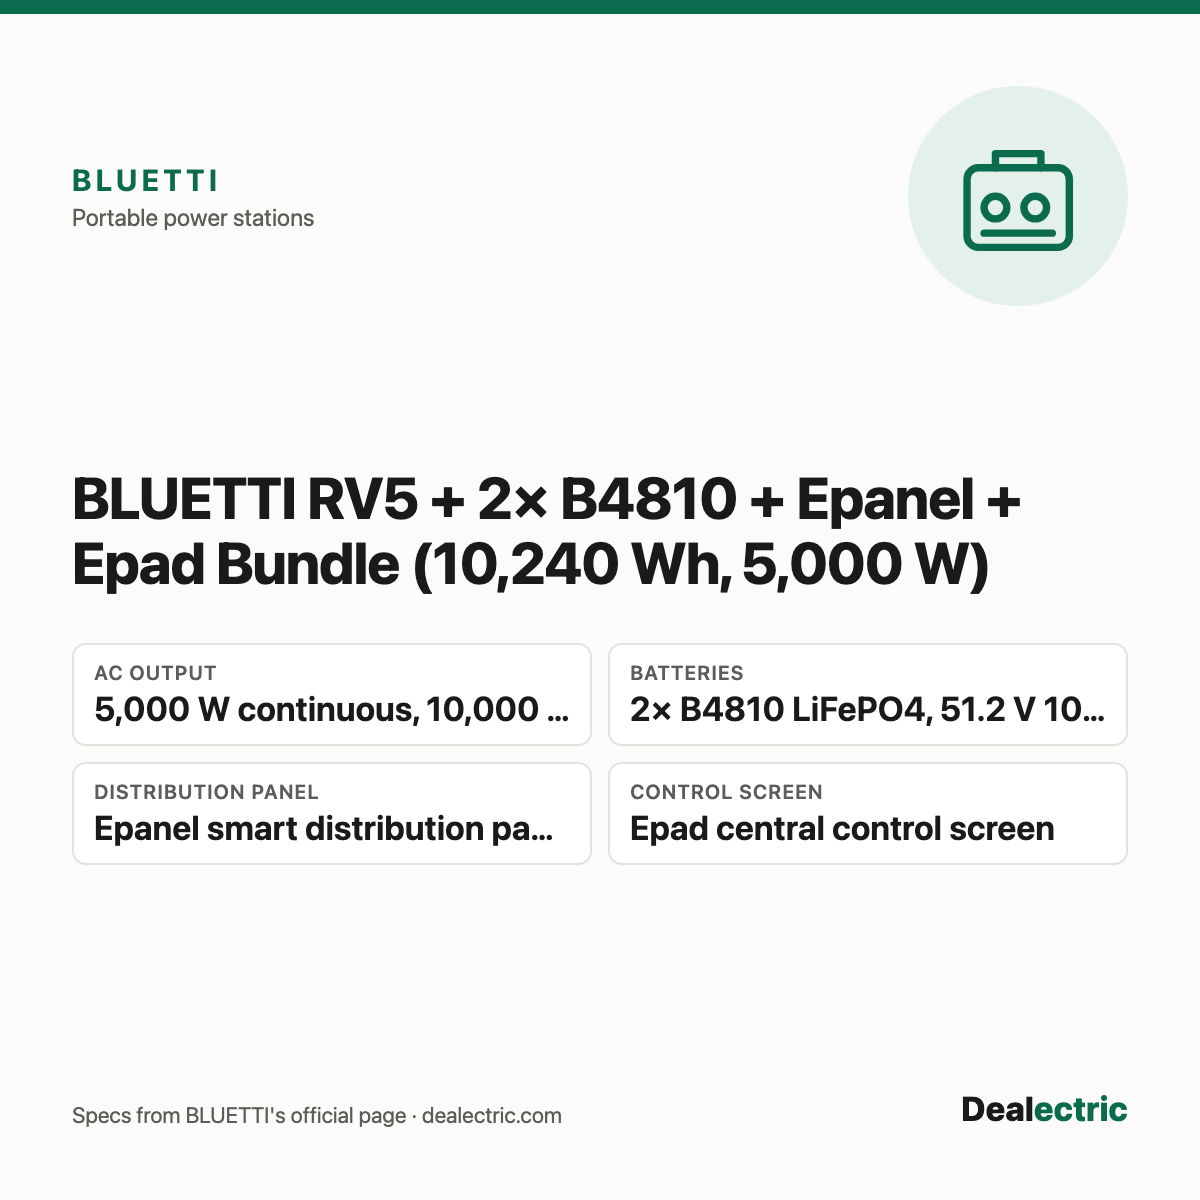 BLUETTI
Portable power stations
BLUETTI RV5 + 2× B4810 + Epanel +
Epad Bundle (10,240 Wh, 5,000 W)
AC OUTPUT
5,000 W continuous, 10,000 ...
BATTERIES
2× B4810 LiFePO4, 51.2 V 10...
DISTRIBUTION PANEL
Epanel smart distribution pa...
CONTROL SCREEN
Epad central control screen
Specs from BLUETTI's official page · dealectric.com
Dealectric